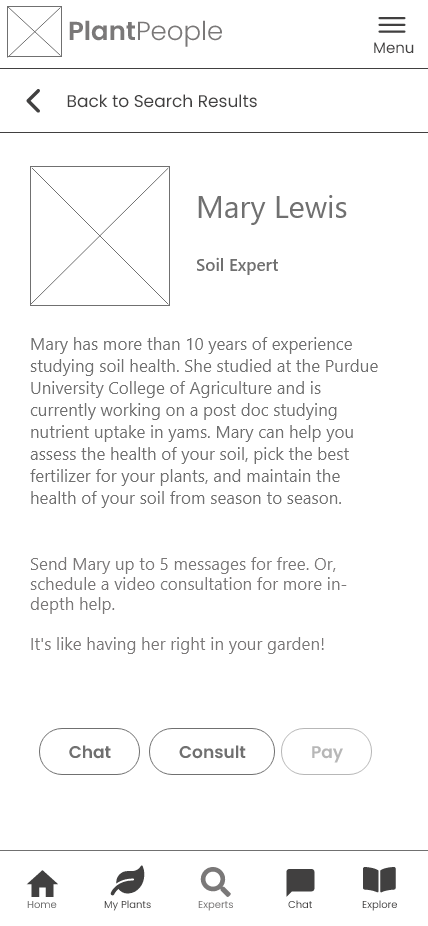 PlantPeople
Menu
Back to Search Results
Mary Lewis
Soil Expert
Mary has more than 10 years of experience
studying soil health. She studied at the Purdue
University College of Agriculture and is
currently working on a post doc studying
nutrient uptake in yams. Mary can help you
assess the health of your soil, pick the best
fertilizer for your plants, and maintain the
health of your soil from season to season.
Send Mary up to 5 messages for free. Or,
schedule a video consultation for more in-
depth help.
It's like having her right in your garden!
Chat Consult Pay
Home My Plants Experts Chat Explore